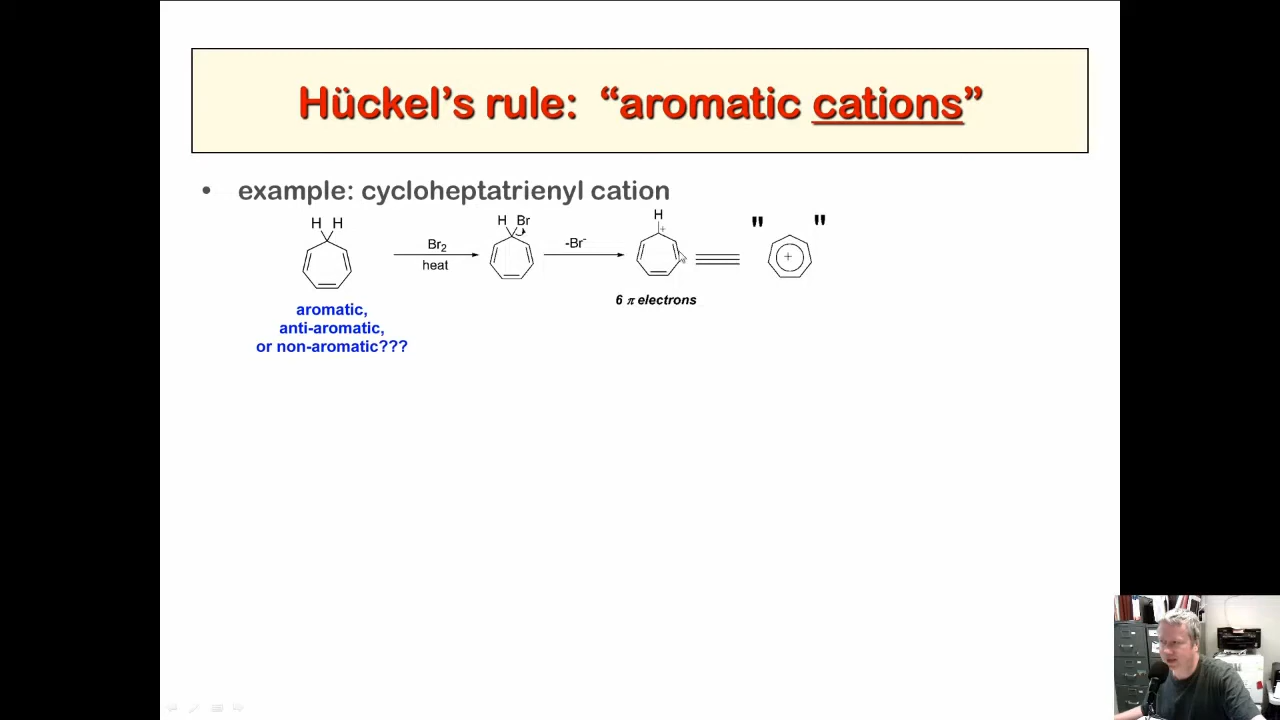 Hückel's rule: “aromatic cations”
• example: cycloheptatrienyl cation
H H
Br2
heat
H Br
-Br-
H
+
6 π electrons
" + "
aromatic,
anti-aromatic,
or non-aromatic???